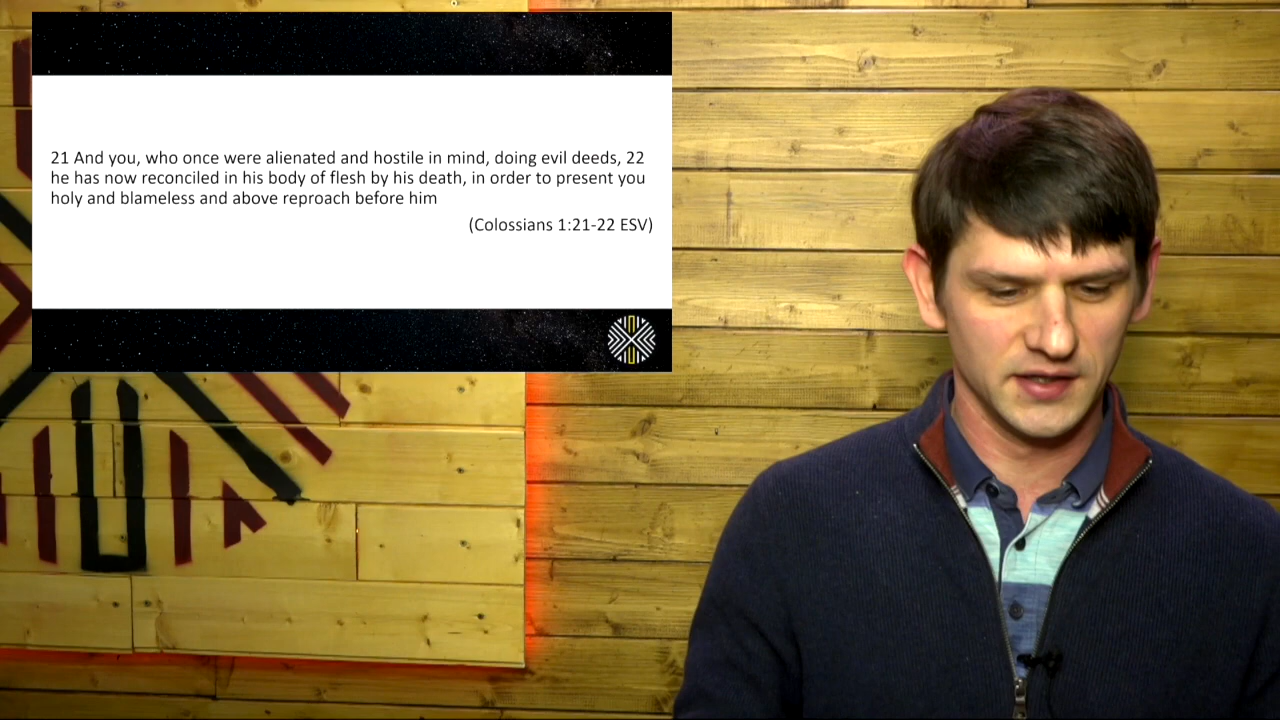 21 And you, who once were alienated and hostile in mind, doing evil deeds, 22
he has now reconciled in his body of flesh by his death, in order to present you
holy and blameless and above reproach before him
(Colossians 1:21-22 ESV)